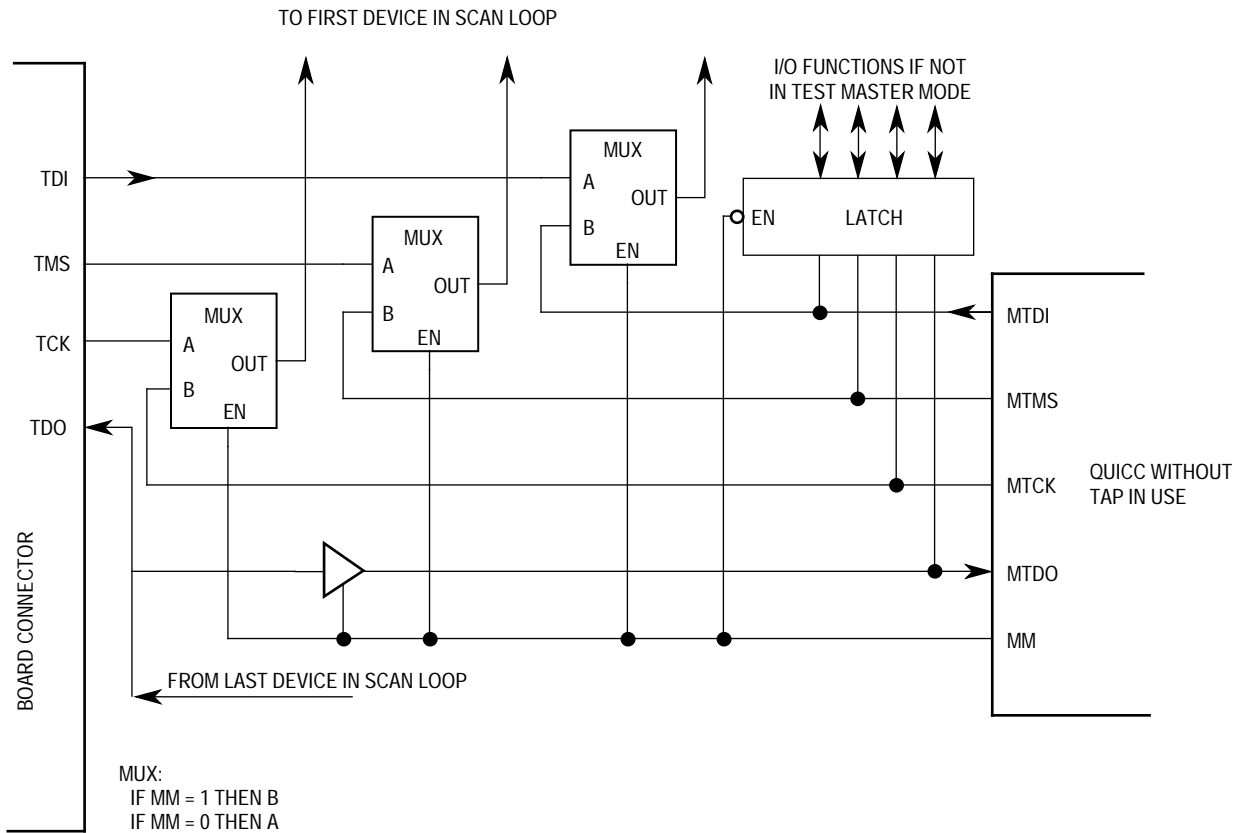 TO FIRST DEVICE IN SCAN LOOP
I/O FUNCTIONS IF NOT
IN TEST MASTER MODE
MUX
TDI
A
OUT
B
EN
EN
LATCH
MUX
TMS
A
OUT
B
EN
MUX
TCK
A
OUT
B
EN
TDO
MTDI
MTMS
MTCK
QUICC WITHOUT
TAP IN USE
MTDO
MM
BOARD CONNECTOR
FROM LAST DEVICE IN SCAN LOOP
MUX:
IF MM = 1 THEN B
IF MM = 0 THEN A